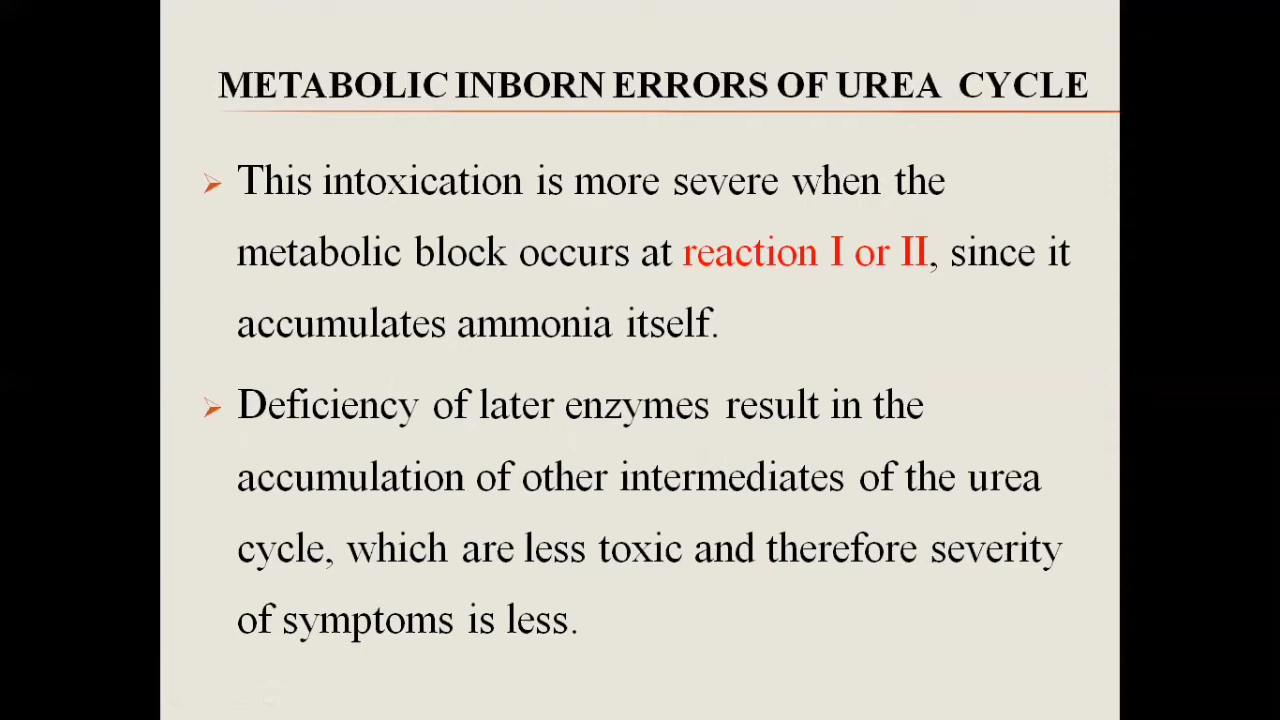 METABOLIC INBORN ERRORS OF UREA CYCLE
This intoxication is more severe when the
metabolic block occurs at reaction I or II, since it
accumulates ammonia itself.
Deficiency of later enzymes result in the
accumulation of other intermediates of the urea
cycle, which are less toxic and therefore severity
of symptoms is less.